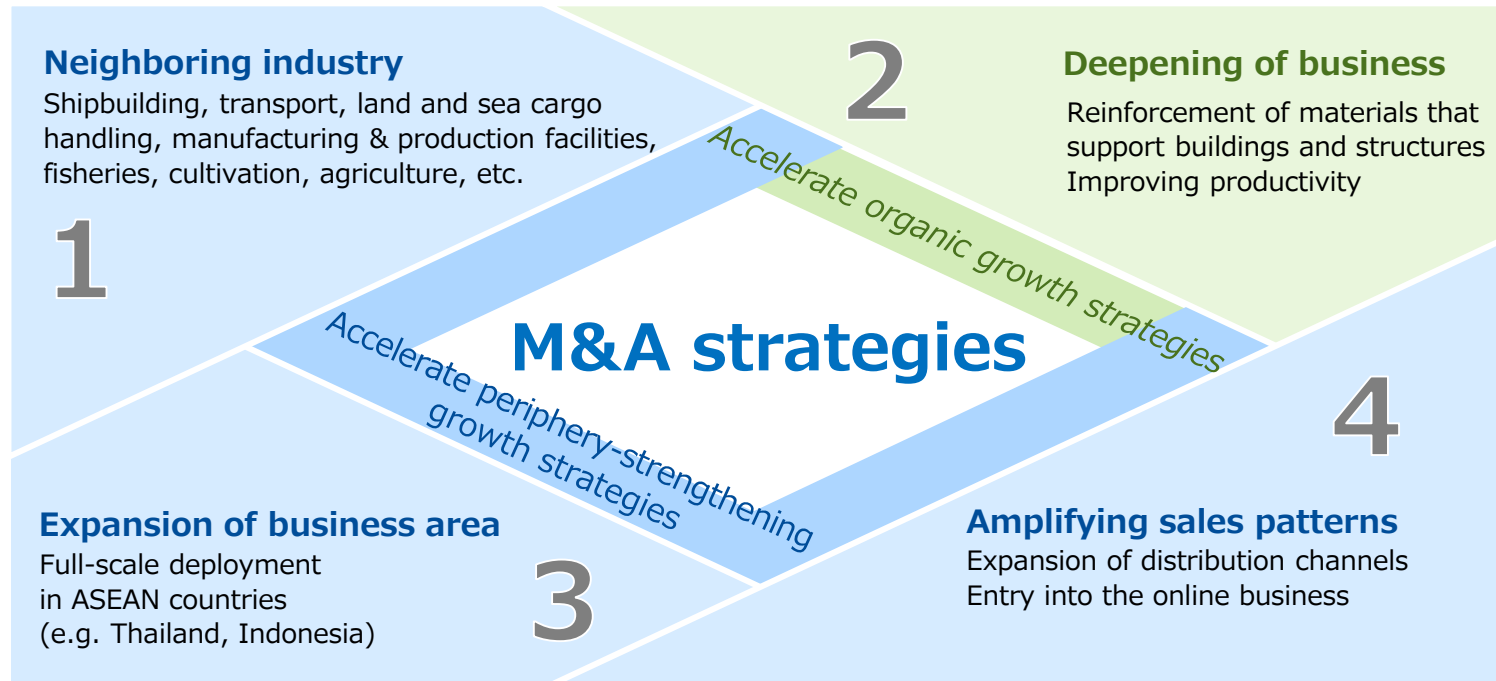 Neighboring industry
Shipbuilding, transport, land and sea cargo
handling, manufacturing & production facilities,
fisheries, cultivation, agriculture, etc.
1
2
Deepening of business
Reinforcement of materials that
support buildings and structures
Improving productivity
Accelerate organic growth strategies
M&A strategies
Accelerate periphery-strengthening
growth strategies
Expansion of business area
Full-scale deployment
in ASEAN countries
(e.g. Thailand, Indonesia)
3
4
Amplifying sales patterns
Expansion of distribution channels
Entry into the online business